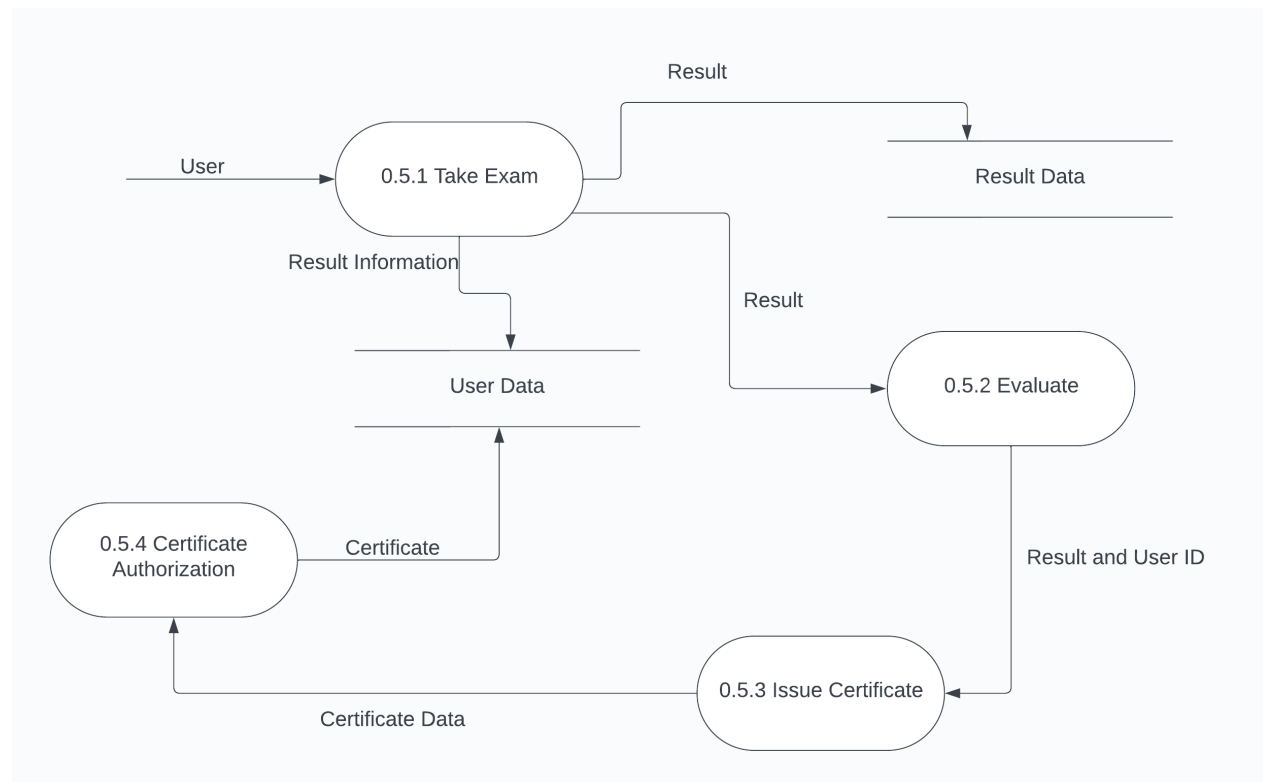 Result
User
0.5.1 Take Exam
Result Data
Result Information
Result
User Data
0.5.2 Evaluate
0.5.4 Certificate
Authorization
Certificate
Result and User ID
0.5.3 Issue Certificate
Certificate Data